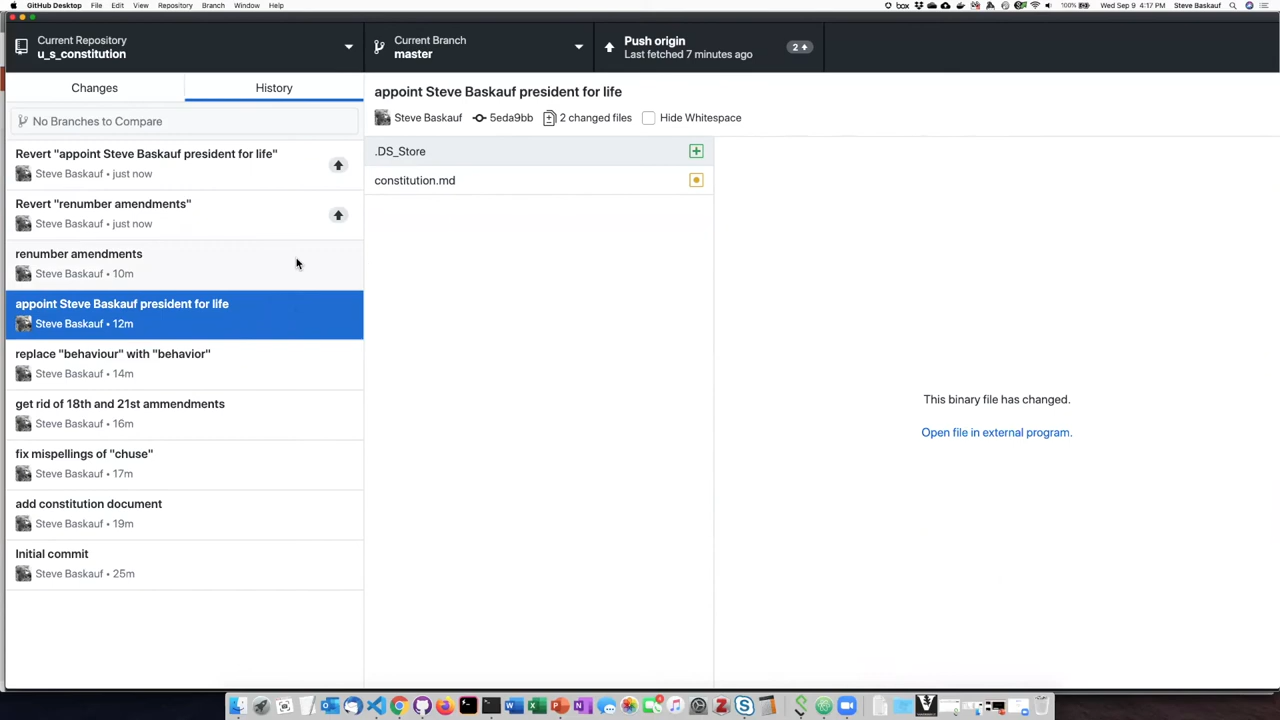 GitHub Desktop File Edit View Repository Branch Window Help
box 100% Wed Sep 9 4:17 PM Steve Baskauf
Current Repository
u_s_constitution
Current Branch
master
Push origin
Last fetched 7 minutes ago
2
Changes
History
No Branches to Compare
Revert "appoint Steve Baskauf president for life"
Steve Baskauf • just now
Revert "renumber amendments"
Steve Baskauf • just now
renumber amendments
Steve Baskauf • 10m
appoint Steve Baskauf president for life
Steve Baskauf • 12m
replace "behaviour" with "behavior"
Steve Baskauf • 14m
get rid of 18th and 21st ammendments
Steve Baskauf • 16m
fix mispellings of "chuse"
Steve Baskauf • 17m
add constitution document
Steve Baskauf • 19m
Initial commit
Steve Baskauf • 25m
appoint Steve Baskauf president for life
Steve Baskauf 5eda9bb 2 changed files Hide Whitespace
.DS_Store
constitution.md
This binary file has changed.
Open file in external program.